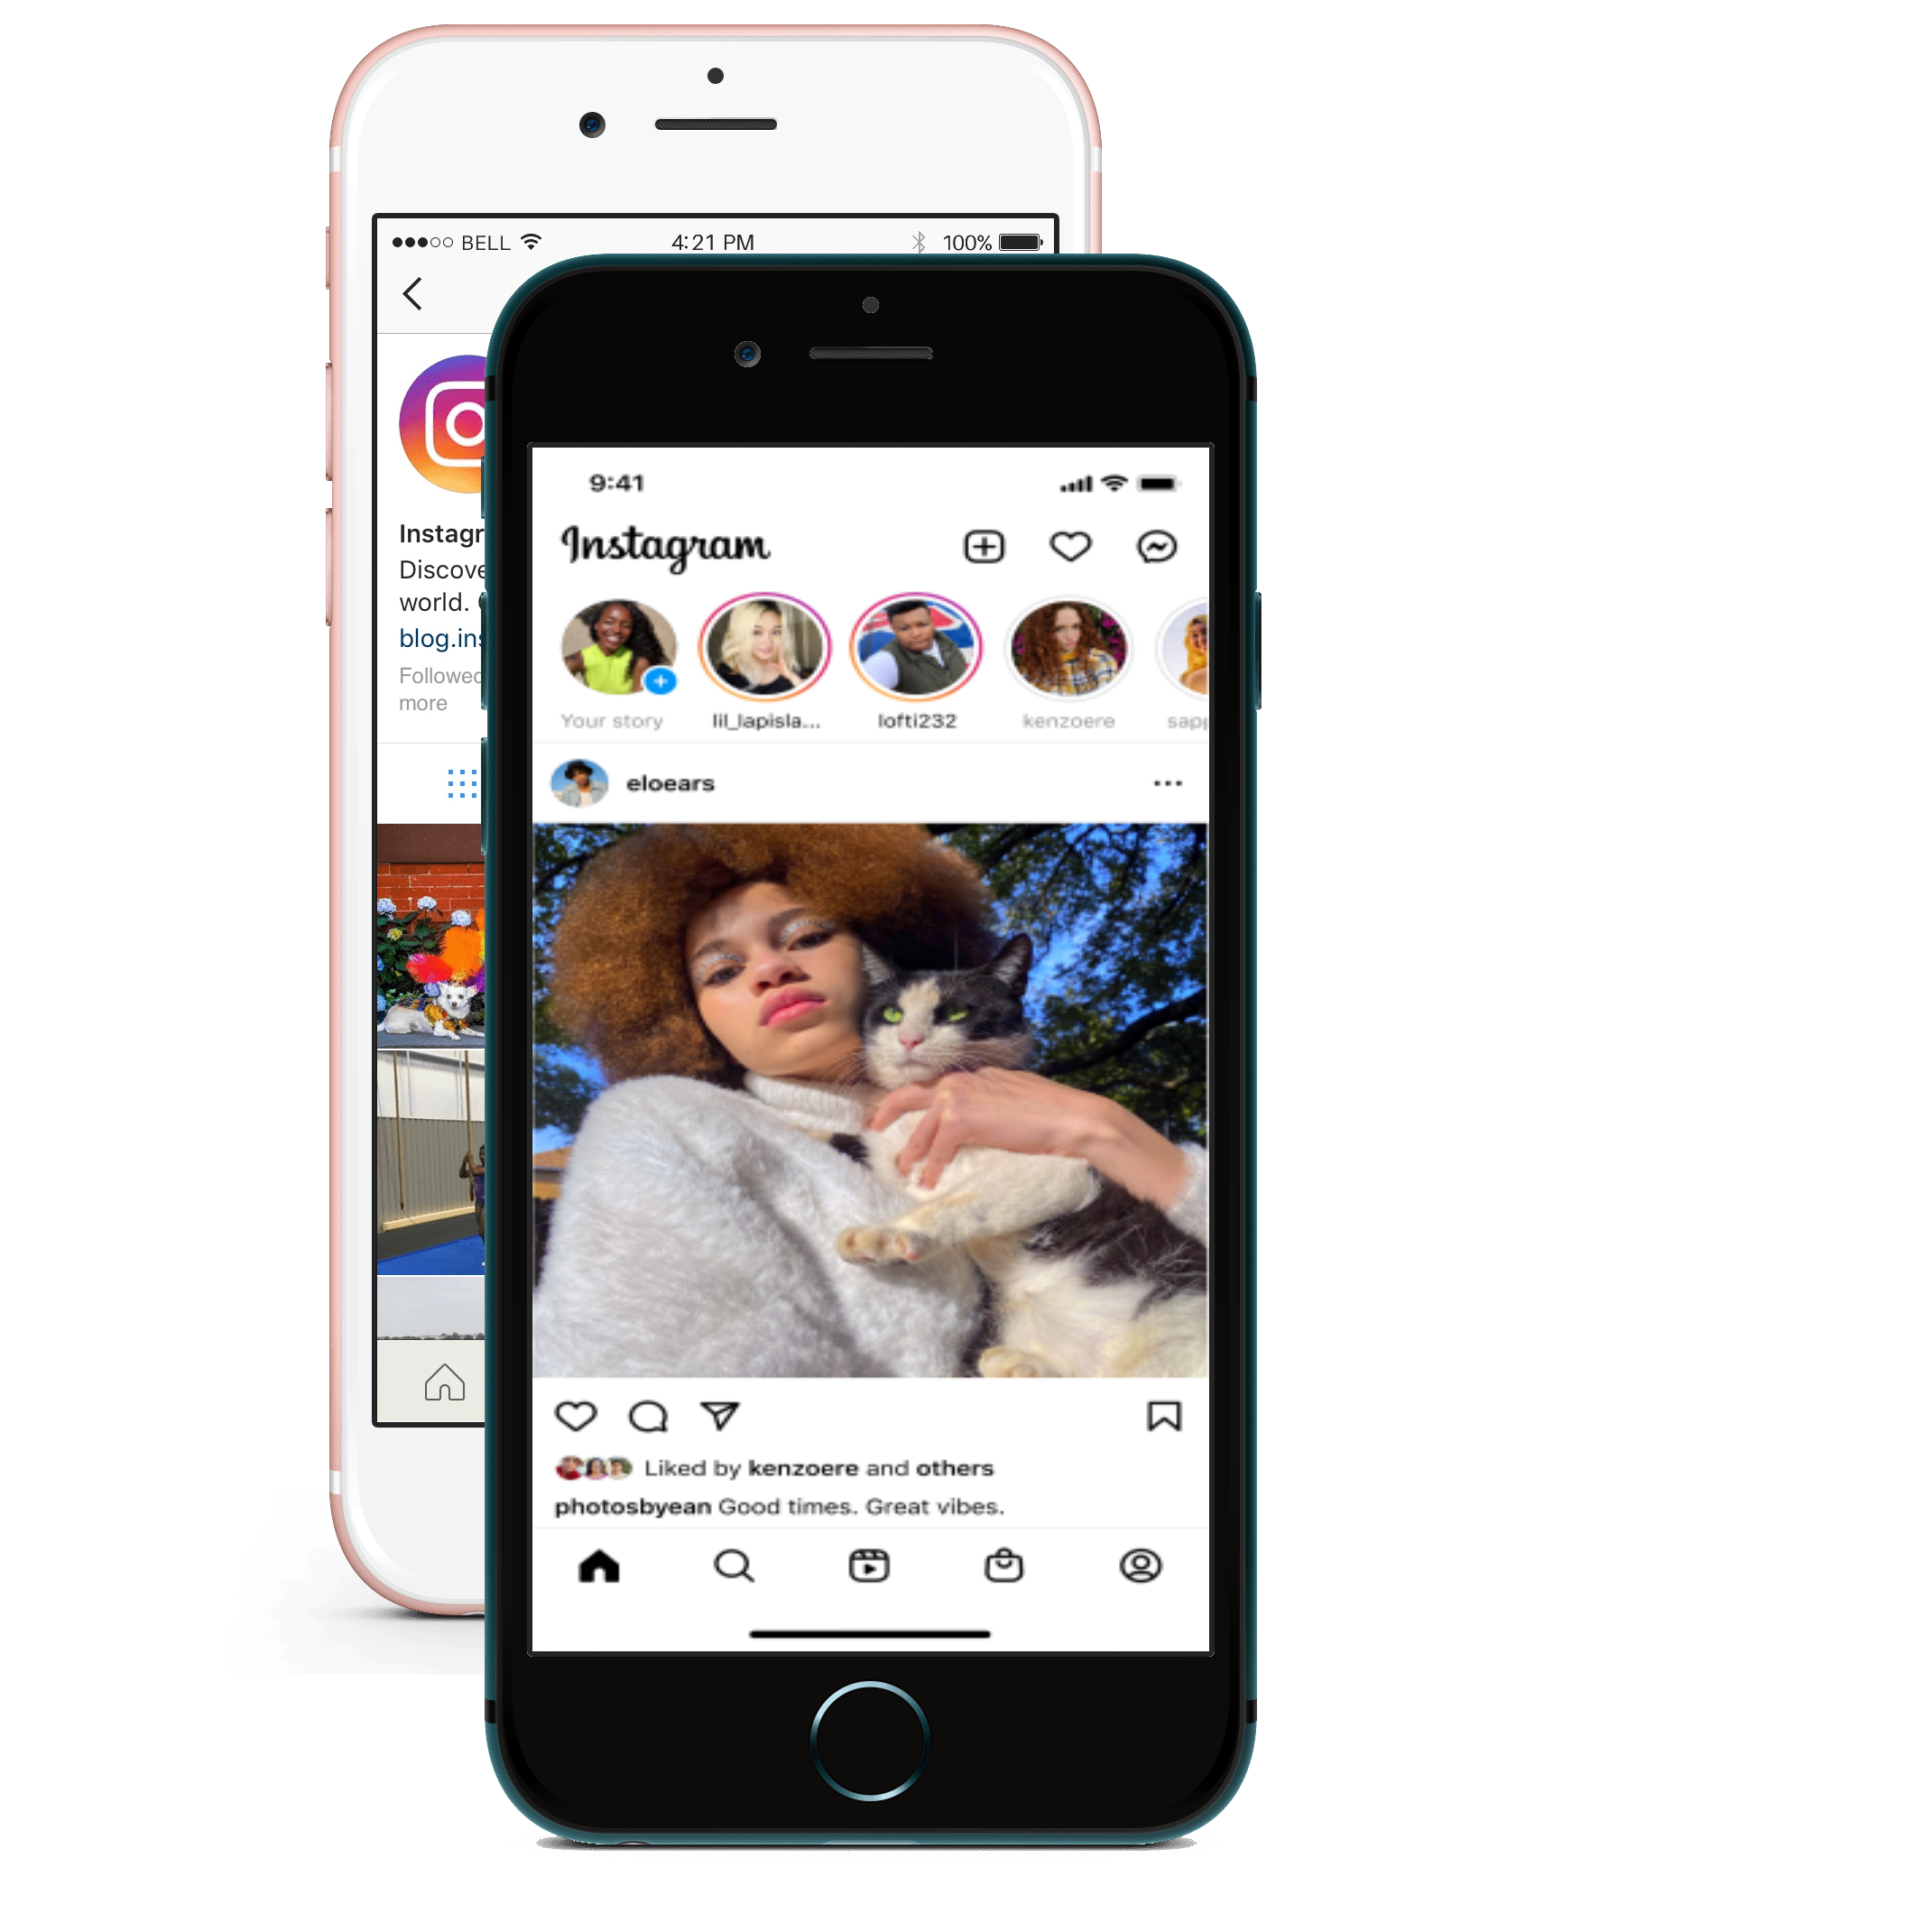 BELL
4:21 PM
100%
Instagr
Discove
world.
blog.ins
Followed
more
9:41
Instagram
Your story
lil_lapisla...
lofti232
kenzoere
sapp
eloears
Liked by kenzoere and others
photosbyean Good times. Great vibes.